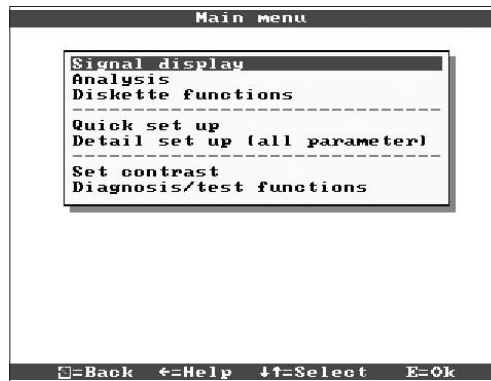 Main menu
Signal display
Analysis
Diskette functions
Quick set up
Detail set up (all parameter)
Set contrast
Diagnosis/test functions
=Back ←=Help ↓↑=Select E=Ok